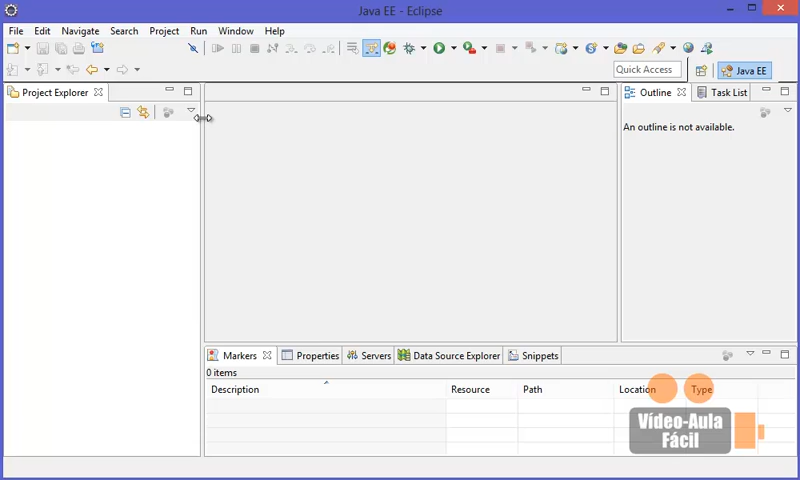 Java EE - Eclipse
File Edit Navigate Search Project Run Window Help
Quick Access Java EE
Project Explorer
Outline Task List
An outline is not available.
Markers Properties Servers Data Source Explorer Snippets
0 items
Description Resource Path Location Type
Vídeo-Aula
Fácil